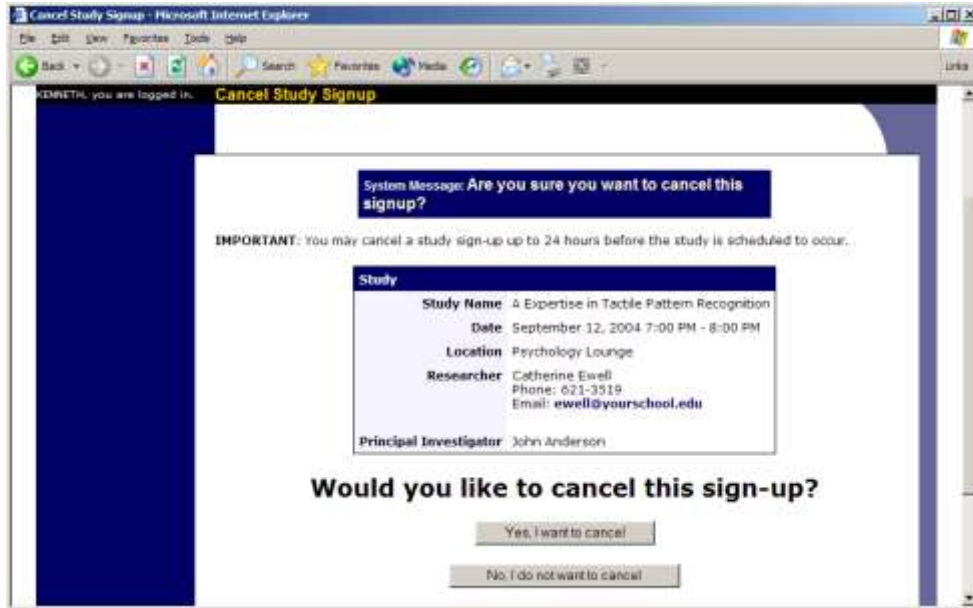 Cancel Study Signup - Microsoft Internet Explorer
File Edit View Favorites Tools Help
Back Search Favorites Media Links
KENNETH, you are logged in. Cancel Study Signup
System Message: Are you sure you want to cancel this
signup?
IMPORTANT: You may cancel a study sign-up up to 24 hours before the study is scheduled to occur.
Study
Study Name A Expertise in Tactile Pattern Recognition
Date September 12, 2004 7:00 PM - 8:00 PM
Location Psychology Lounge
Researcher Catherine Ewell
Phone: 621-3519
Email: ewell@yourschool.edu
Principal Investigator John Anderson
Would you like to cancel this sign-up?
Yes, I want to cancel
No, I do not want to cancel